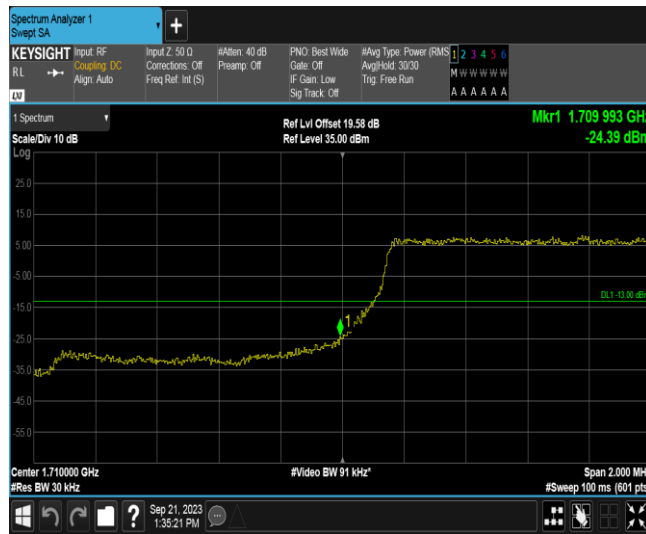 Spectrum Analyzer 1
Swept SA
+
KEYSIGHT
RL
LXI
Input: RF
Coupling: DC
Align: Auto
Input Z: 50 Ω
Corrections: Off
Freq Ref: Int (S)
#Atten: 40 dB
Preamp: Off
PNO: Best Wide
Gate: Off
IF Gain: Low
Sig Track: Off
#Avg Type: Power (RMS
Avg|Hold: 30/30
Trig: Free Run
1 2 3 4 5 6
M W W W W W
A A A A A A
1 Spectrum
Scale/Div 10 dB
Log
Ref Lvl Offset 19.58 dB
Ref Level 35.00 dBm
Mkr1 1.709 993 GHz
-24.39 dBm
25.0
15.0
5.00
-5.00
-15.0
-25.0
-35.0
-45.0
-55.0
DL1 -13.00 dBm
1
Center 1.710000 GHz
#Res BW 30 kHz
#Video BW 91 kHz*
Span 2.000 MH
#Sweep 100 ms (601 pts
?
Sep 21, 2023
1:35:21 PM